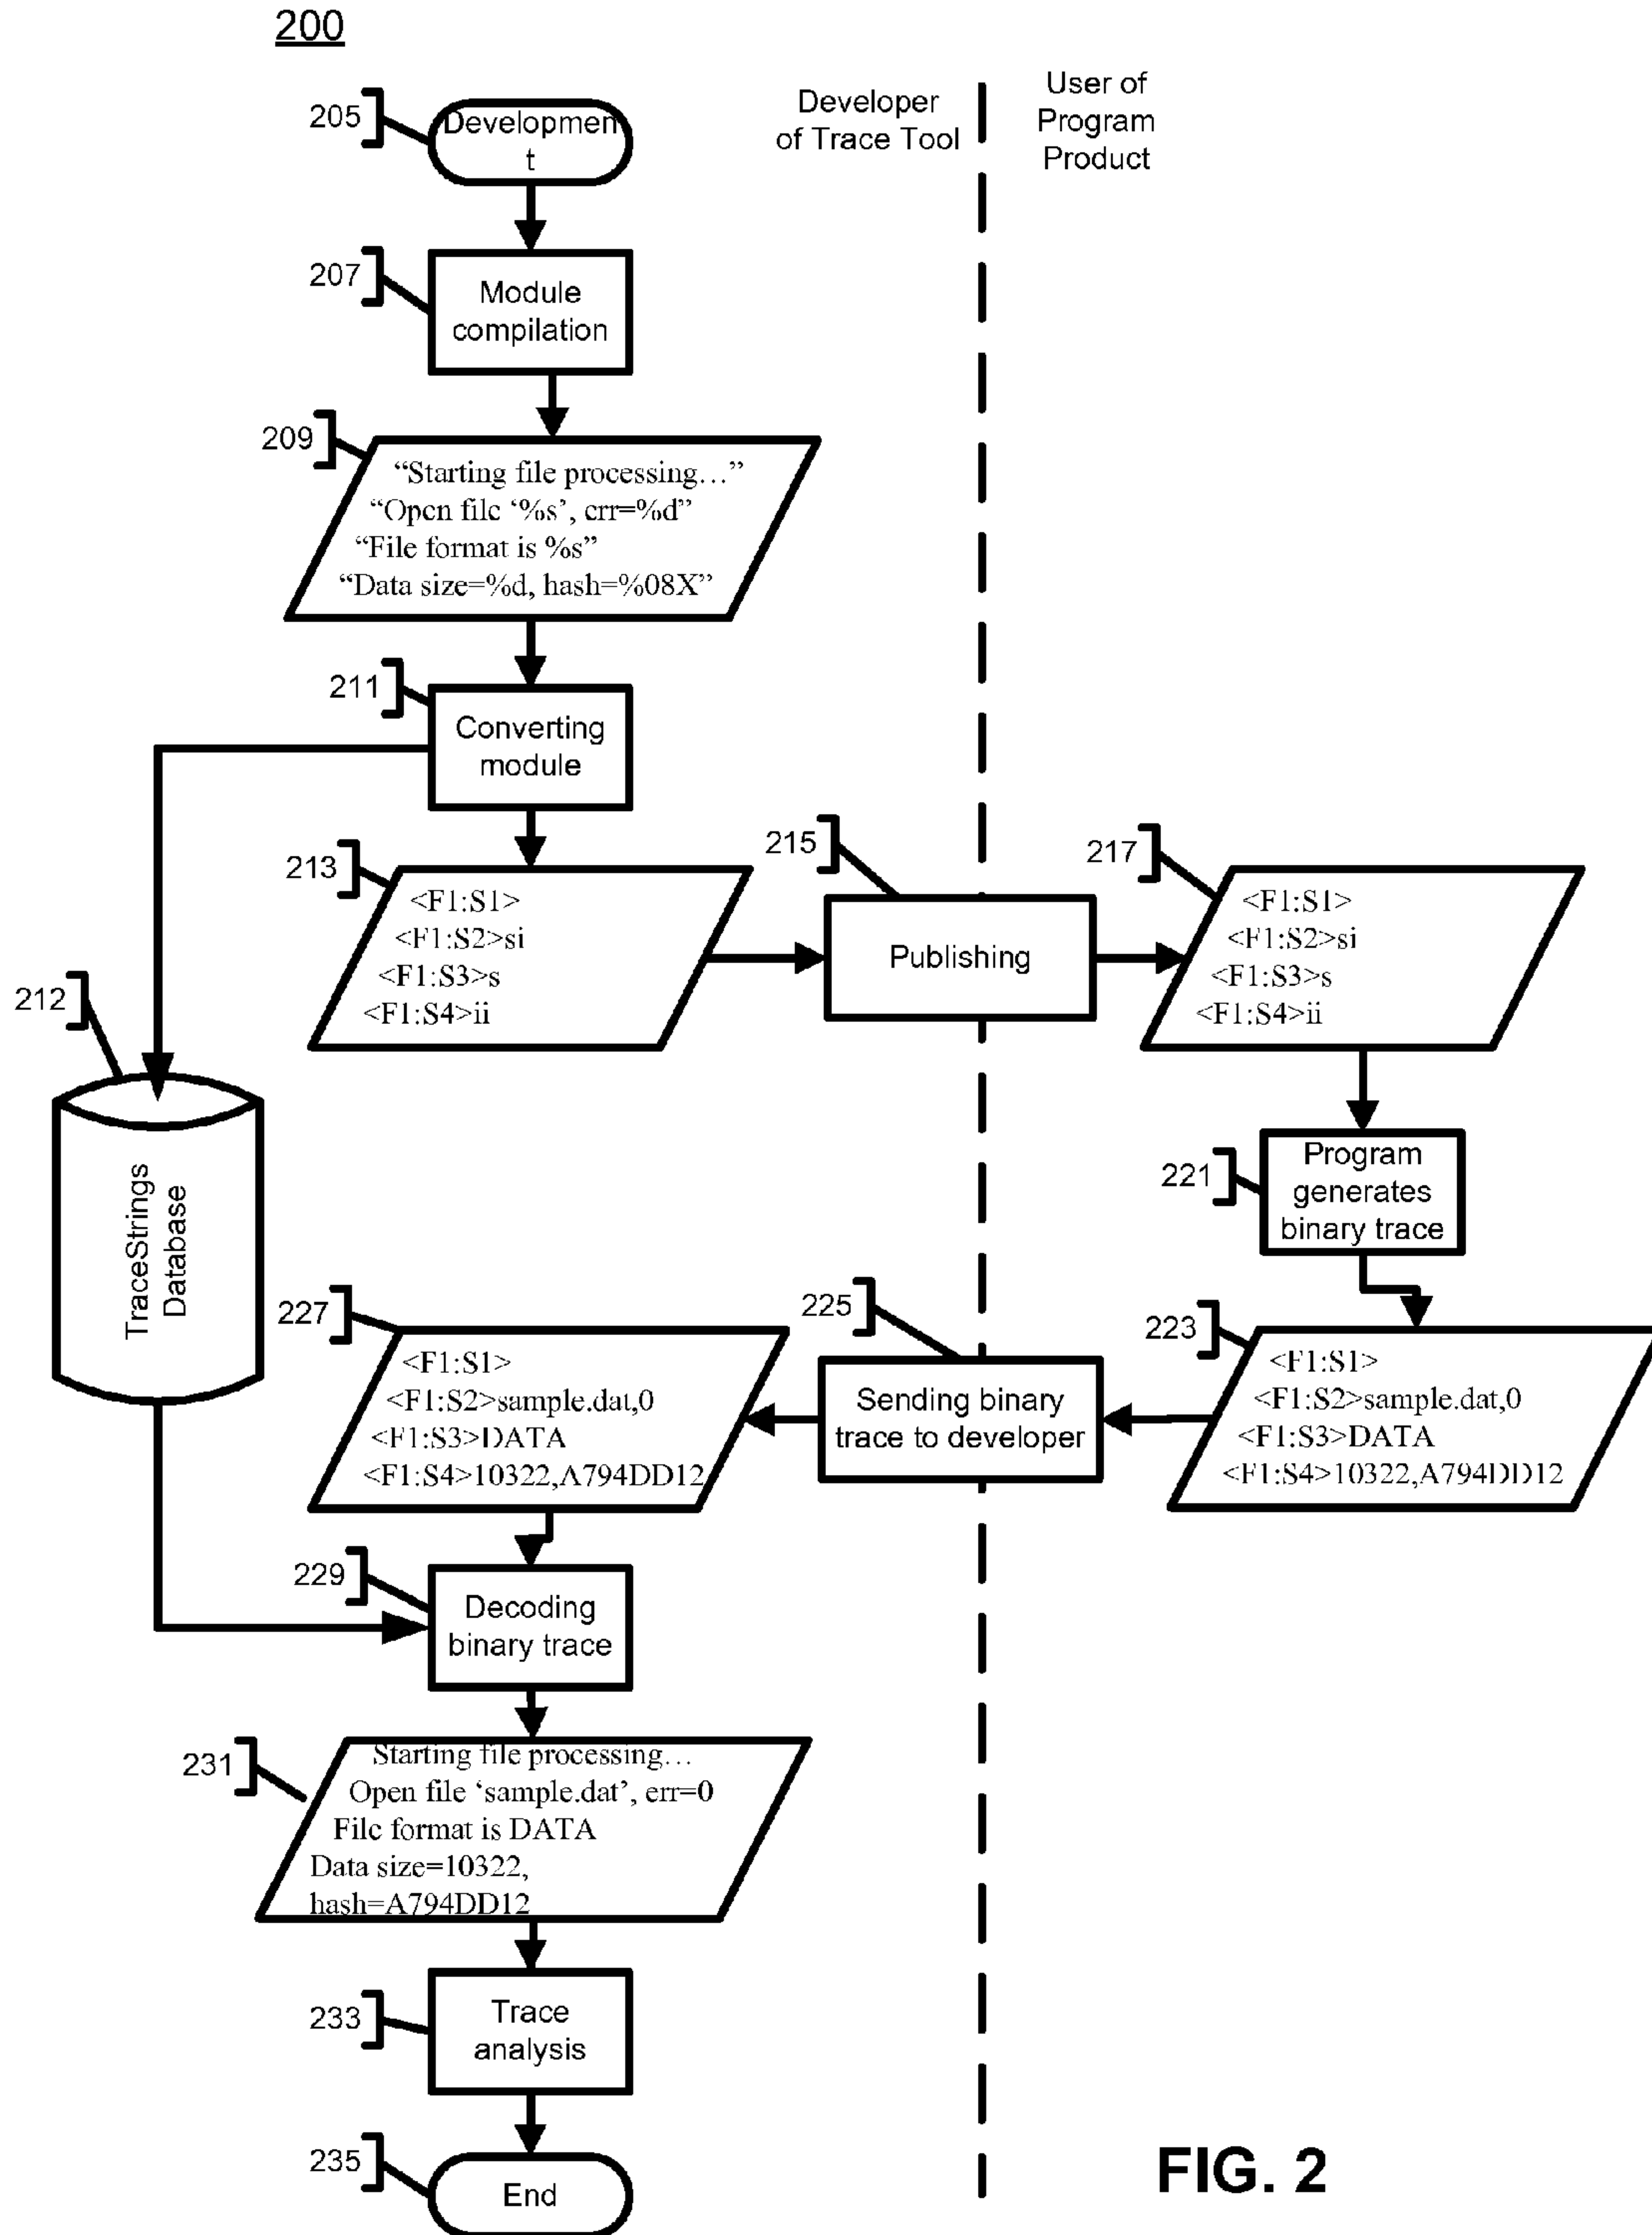 200
Developer
of Trace Tool
User of
Program
Product
205
Developmen
t
207
Module
compilation
209
“Starting file processing…”
“Open file ‘%s’, err=%d”
“File format is %s”
“Data size=%d, hash=%08X”
211
Converting
module
213
<F1:S1>
<F1:S2>si
<F1:S3>s
<F1:S4>ii
215
Publishing
217
<F1:S1>
<F1:S2>si
<F1:S3>s
<F1:S4>ii
212
TraceStrings
Database
221
Program
generates
binary trace
223
<F1:S1>
<F1:S2>sample.dat,0
<F1:S3>DATA
<F1:S4>10322,A794DD12
225
Sending binary
trace to developer
227
<F1:S1>
<F1:S2>sample.dat,0
<F1:S3>DATA
<F1:S4>10322,A794DD12
229
Decoding
binary trace
231
Starting file processing…
Open file ‘sample.dat’, err=0
File format is DATA
Data size=10322,
hash=A794DD12
233
Trace
analysis
235
End
FIG. 2